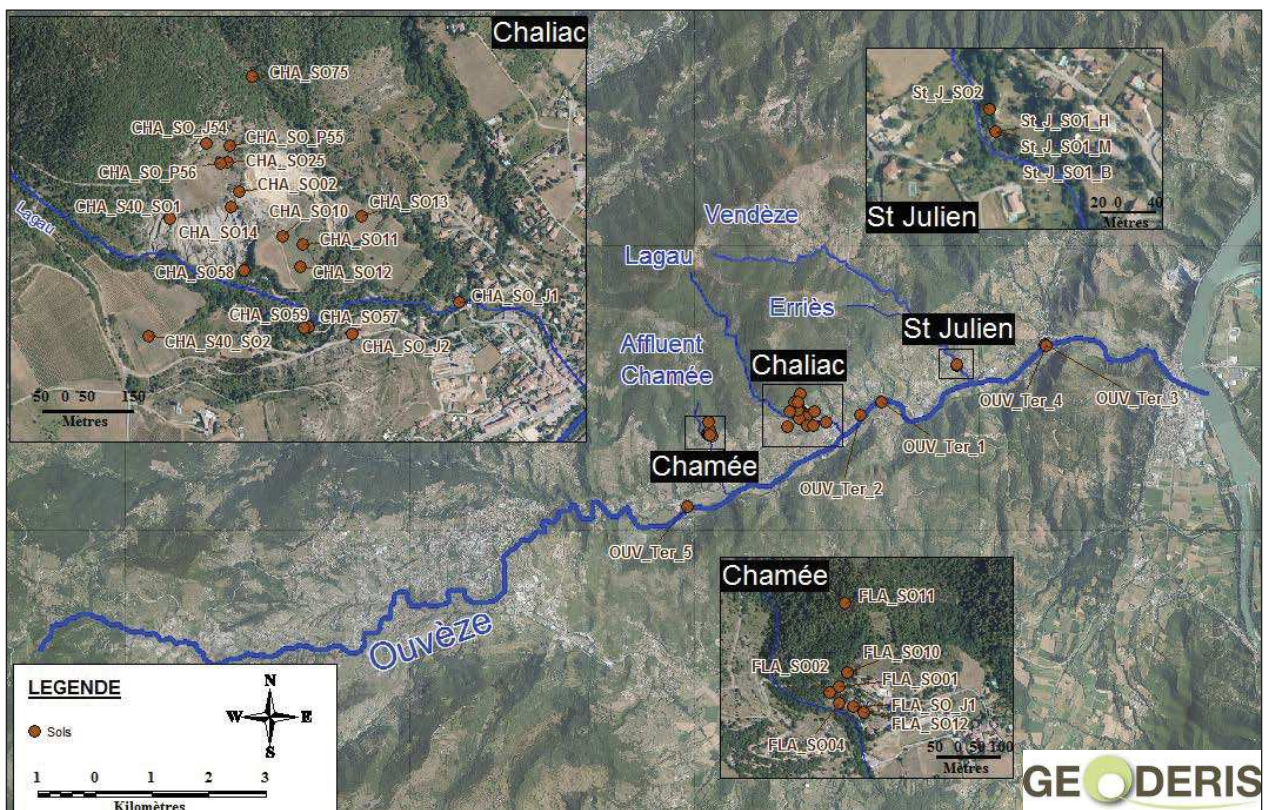 Chaliac
CHA_SO75
CHA_SO_J54
CHA_SO_P55
CHA_SO25
CHA_SO_P56
CHA_SO02
CHA_S40_SO1
CHA_SO10
CHA_SO13
CHA_SO14
CHA_SO11
CHA_SO58
CHA_SO12
Lagau
CHA_SO_J1
CHA_SO59
CHA_SO57
CHA_S40_SO2
CHA_SO_J2
50 0 50 150
Mètres
St_J_SO2
St_J_SO1_H
St_J_SO1_M
St_J_SO1_B
20 0 40
Mètres
St Julien
Vendèze
Lagau
Erriès
St Julien
Affluent
Chamée
Chaliac
Chamée
OUV_Ter_4
OUV_Ter_3
OUV_Ter_1
OUV_Ter_2
OUV_Ter_5
Ouvèze
Chamée
FLA_SO11
FLA_SO02
FLA_SO10
FLA_SO01
FLA_SO_J1
FLA_SO12
FLA_SO04
50 0 50 100
Mètres
LEGENDE
N
W E
S
Sols
1 0 1 2 3
Kilomètres
GEODERIS